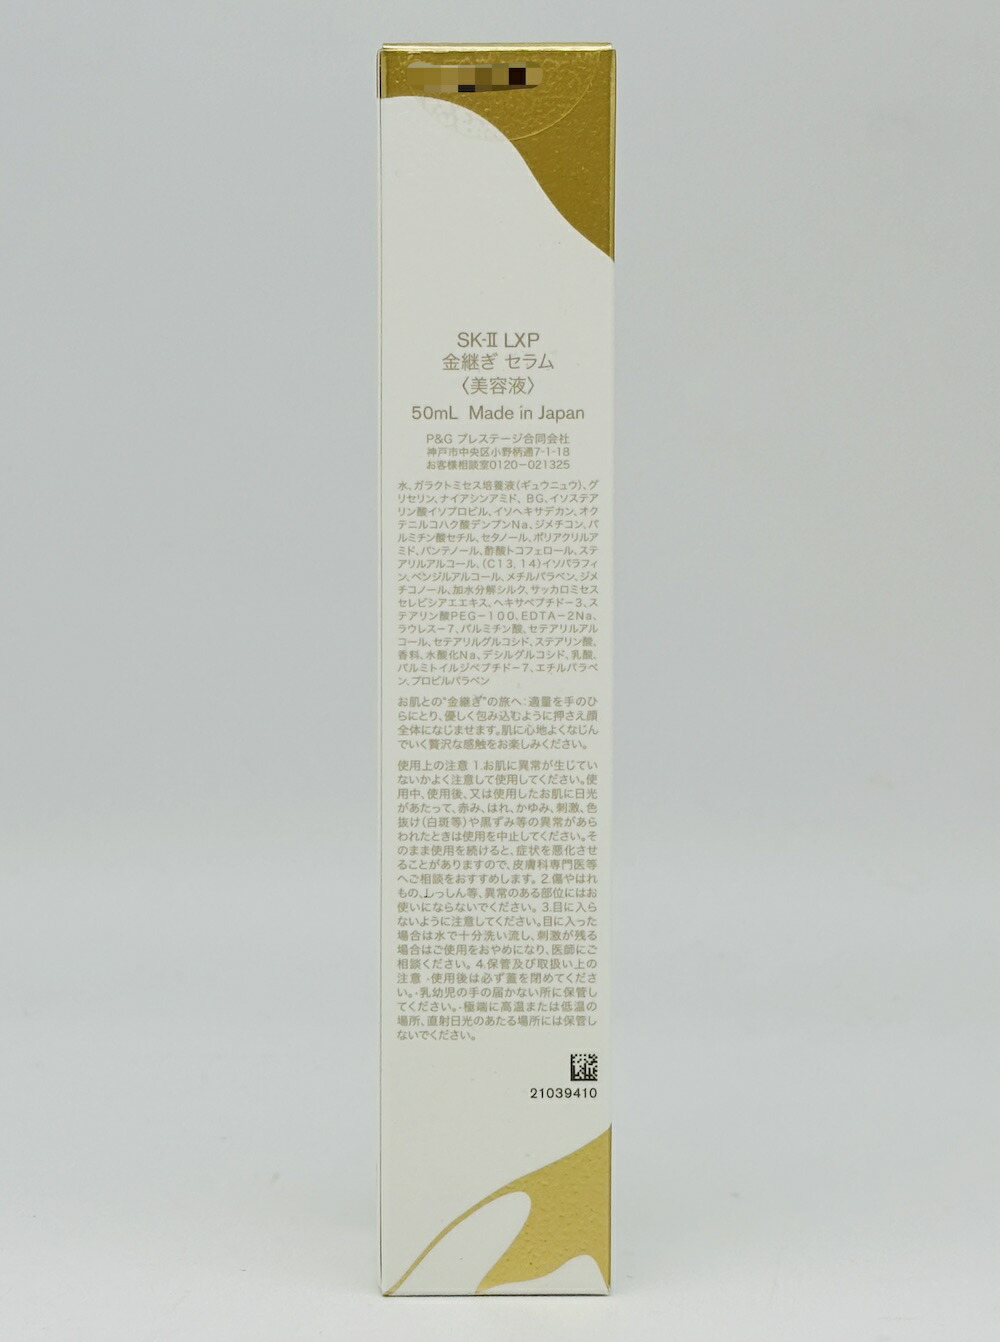 SK-II LXP
金継ぎ セラム
〈美容液〉
50mL Made in Japan
P&G プレステージ合同会社
神戸市中央区小野柄通7-1-18
お客様相談室0120-021325
水、ガラクトミセス培養液(ギュウニュウ)、グ
リセリン、ナイアシンアミド、BG、イソステア
リン酸イソプロピル、イソヘキサデカン、オク
テニルコハク酸デンプンNa、ジメチコン、パ
ルミチン酸セチル、セタノール、ポリアクリルア
ミド、パンテノール、酢酸トコフェロール、ステ
アリルアルコール、(C13, 14)イソパラフィ
ン、ベンジルアルコール、メチルパラベン、ジメ
チコノール、加水分解シルク、サッカロミセス
セレビシアエエキス、ヘキサペプチド-3、ス
テアリン酸PEG-100、EDTA-2Na、
ラウレス-7、パルミチン酸、セテアリルアル
コール、セテアリルグルコシド、ステアリン酸、
香料、水酸化Na、デシルグルコシド、乳酸、
パルミトイルジペプチド-7、エチルパラベ
ン、プロピルパラベン
お肌との"金継ぎ"の旅へ:適量を手のひ
らにとり、優しく包み込むように押さえ顔
全体になじませます。肌に心地よくなじん
でいく贅沢な感触をお楽しみください。
使用上の注意 1.お肌に異常が生じてい
ないかよく注意して使用してください。使
用中、使用後、又は使用したお肌に日光
があたって、赤み、はれ、かゆみ、刺激、色
抜け(白斑等)や黒ずみ等の異常があら
われたときは使用を中止してください。そ
のまま使用を続けると、症状を悪化させ
ることがありますので、皮膚科専門医等
へご相談をおすすめします。2.傷やはれ
もの、しっしん等、異常のある部位にはお
使いにならないでください。3.目に入ら
ないように注意してください。目に入った
場合は水で十分洗い流し、刺激が残る
場合はご使用をおやめになり、医師にご
相談ください。4.保管及び取扱い上の
注意・使用後は必ず蓋を閉めてくださ
い。・乳幼児の手の届かない所に保管し
てください。・極端に高温または低温の
場所、直射日光のあたる場所には保管し
ないでください。
21039410